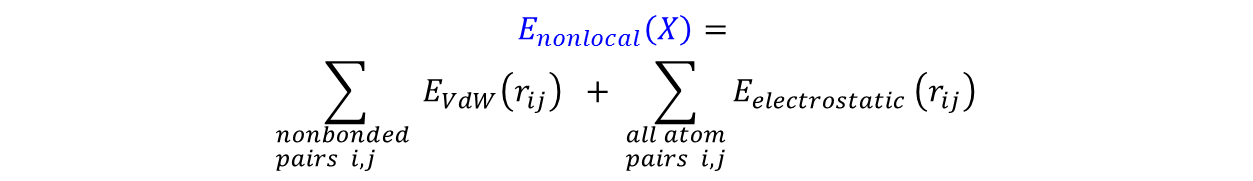 E_nonlocal(X) =
∑ E_VdW(r_ij) + ∑ E_electrostatic (r_ij)
nonbonded all atom
pairs i,j pairs i,j